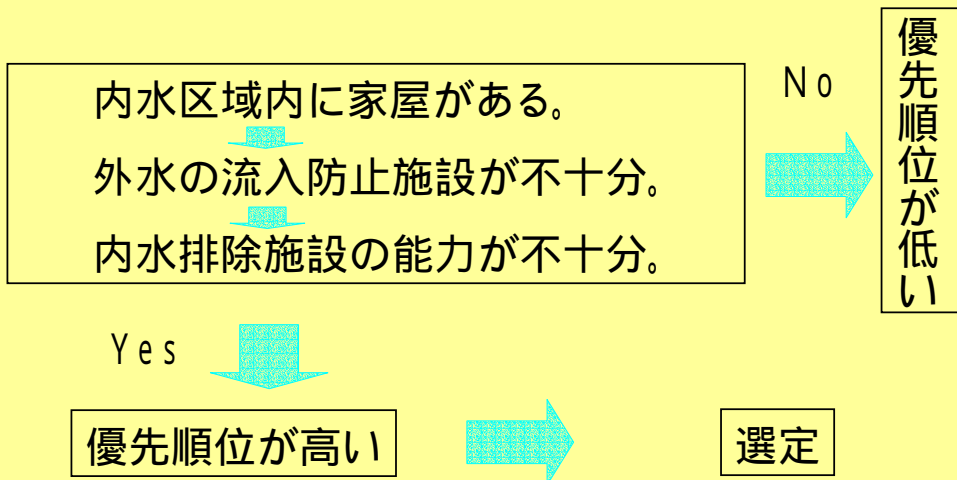 内水区域内に家屋がある。
外水の流入防止施設が不十分。
内水排除施設の能力が不十分。
No
優先順位が低い
Yes
優先順位が高い
選定